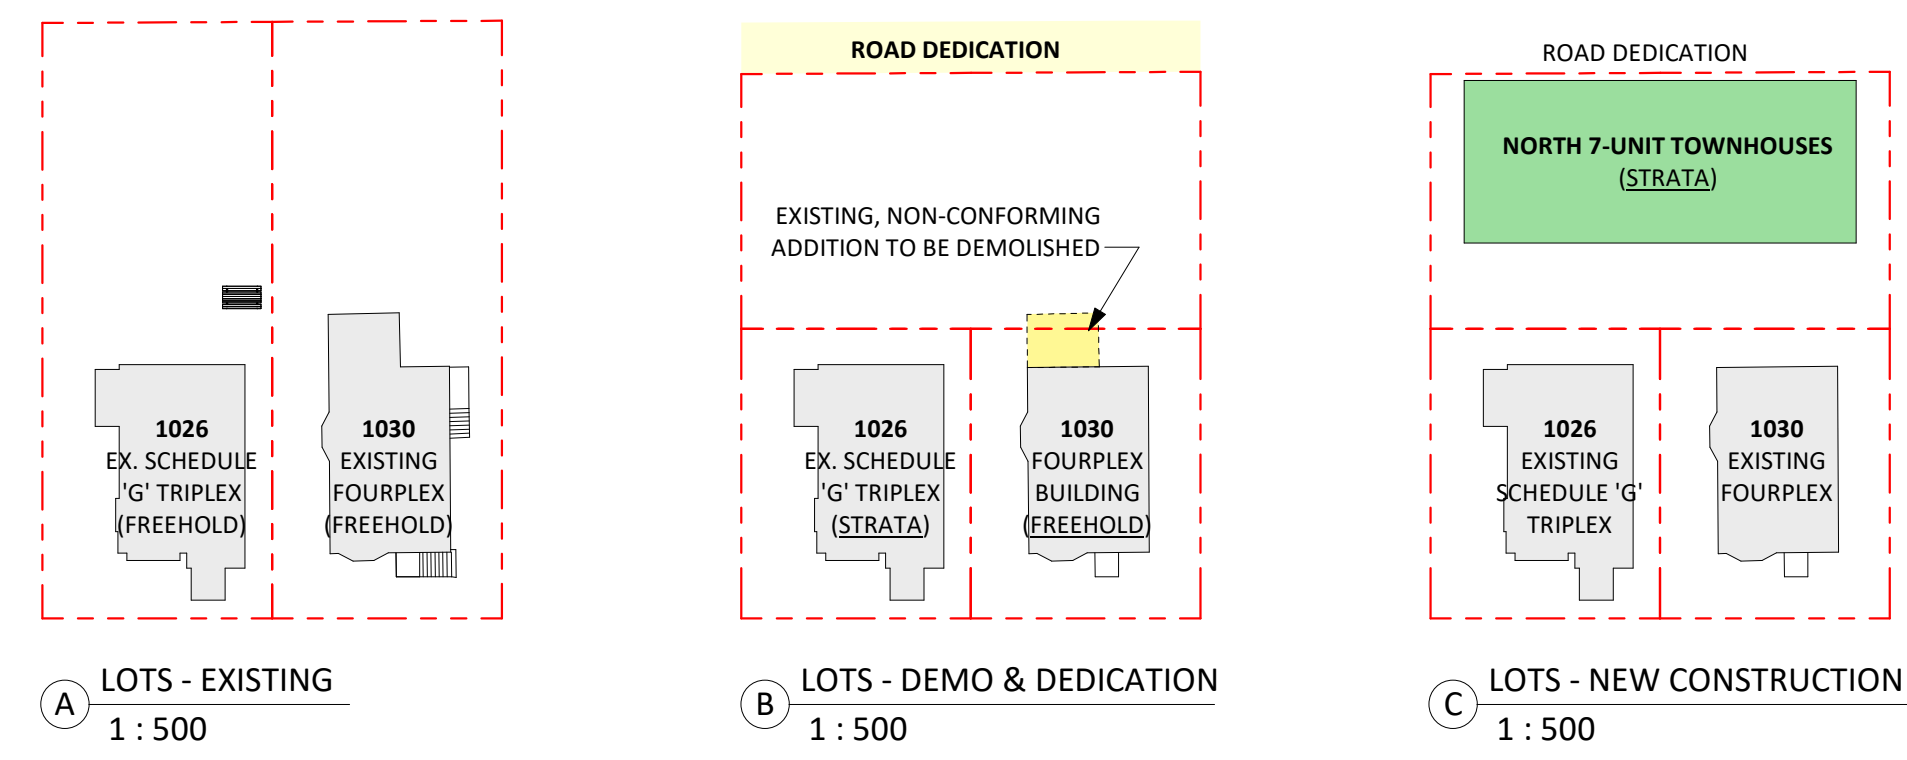 1026
EX. SCHEDULE
'G' TRIPLEX
(FREEHOLD)
1030
EXISTING
FOURPLEX
(FREEHOLD)
A
LOTS - EXISTING
1 : 500
ROAD DEDICATION
EXISTING, NON-CONFORMING
ADDITION TO BE DEMOLISHED
1026
EX. SCHEDULE
'G' TRIPLEX
(STRATA)
1030
FOURPLEX
BUILDING
(FREEHOLD)
B
LOTS - DEMO & DEDICATION
1 : 500
ROAD DEDICATION
NORTH 7-UNIT TOWNHOUSES
(STRATA)
1026
EXISTING
SCHEDULE 'G'
TRIPLEX
1030
EXISTING
FOURPLEX
C
LOTS - NEW CONSTRUCTION
1 : 500